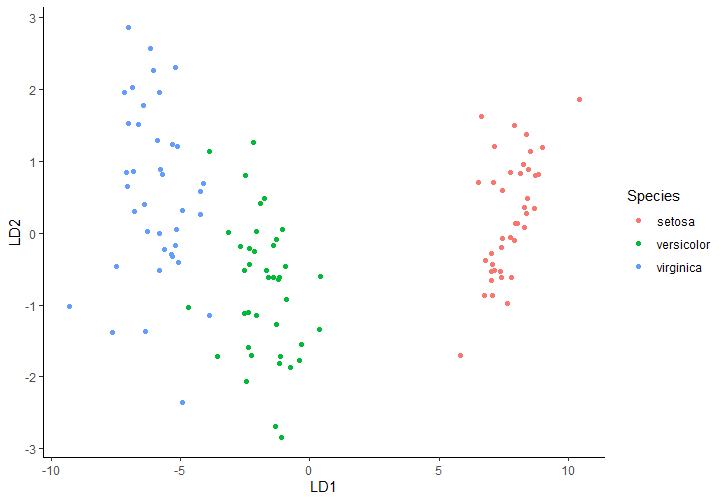 3
2
1
0
-1
-2
-3
LD2
-10
-5
0
5
10
LD1
Species
setosa
versicolor
virginica